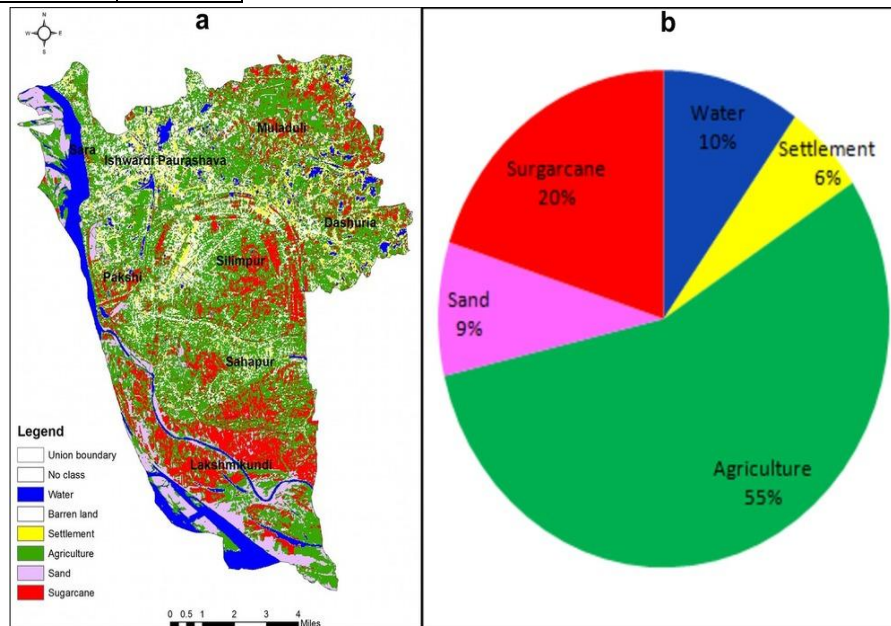 a
N
W E
S
Muladuli
Sara
Ishwardi Paurashava
Dashuria
Silimpur
Pakshi
Sahapur
Lakshmikundi
Legend
Union boundary
No class
Water
Barren land
Settlement
Agriculture
Sand
Sugarcane
0 0.5 1 2 3 4
Miles
b
Water
10%
Settlement
6%
Surgarcane
20%
Sand
9%
Agriculture
55%